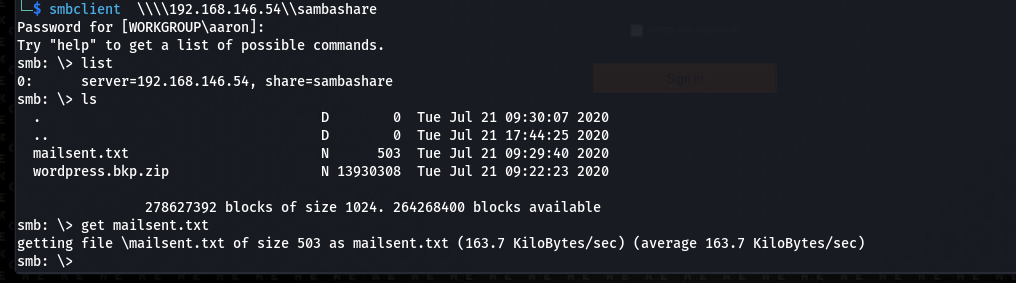 └─$ smbclient \\\\192.168.146.54\\sambashare
Password for [WORKGROUP\aaron]:
Try "help" to get a list of possible commands.
smb: \> list
0: server=192.168.146.54, share=sambashare
smb: \> ls
. D 0 Tue Jul 21 09:30:07 2020
.. D 0 Tue Jul 21 17:44:25 2020
mailsent.txt N 503 Tue Jul 21 09:29:40 2020
wordpress.bkp.zip N 13930308 Tue Jul 21 09:22:23 2020
278627392 blocks of size 1024. 264268400 blocks available
smb: \> get mailsent.txt
getting file \mailsent.txt of size 503 as mailsent.txt (163.7 KiloBytes/sec) (average 163.7 KiloBytes/sec)
smb: \>
Sign in